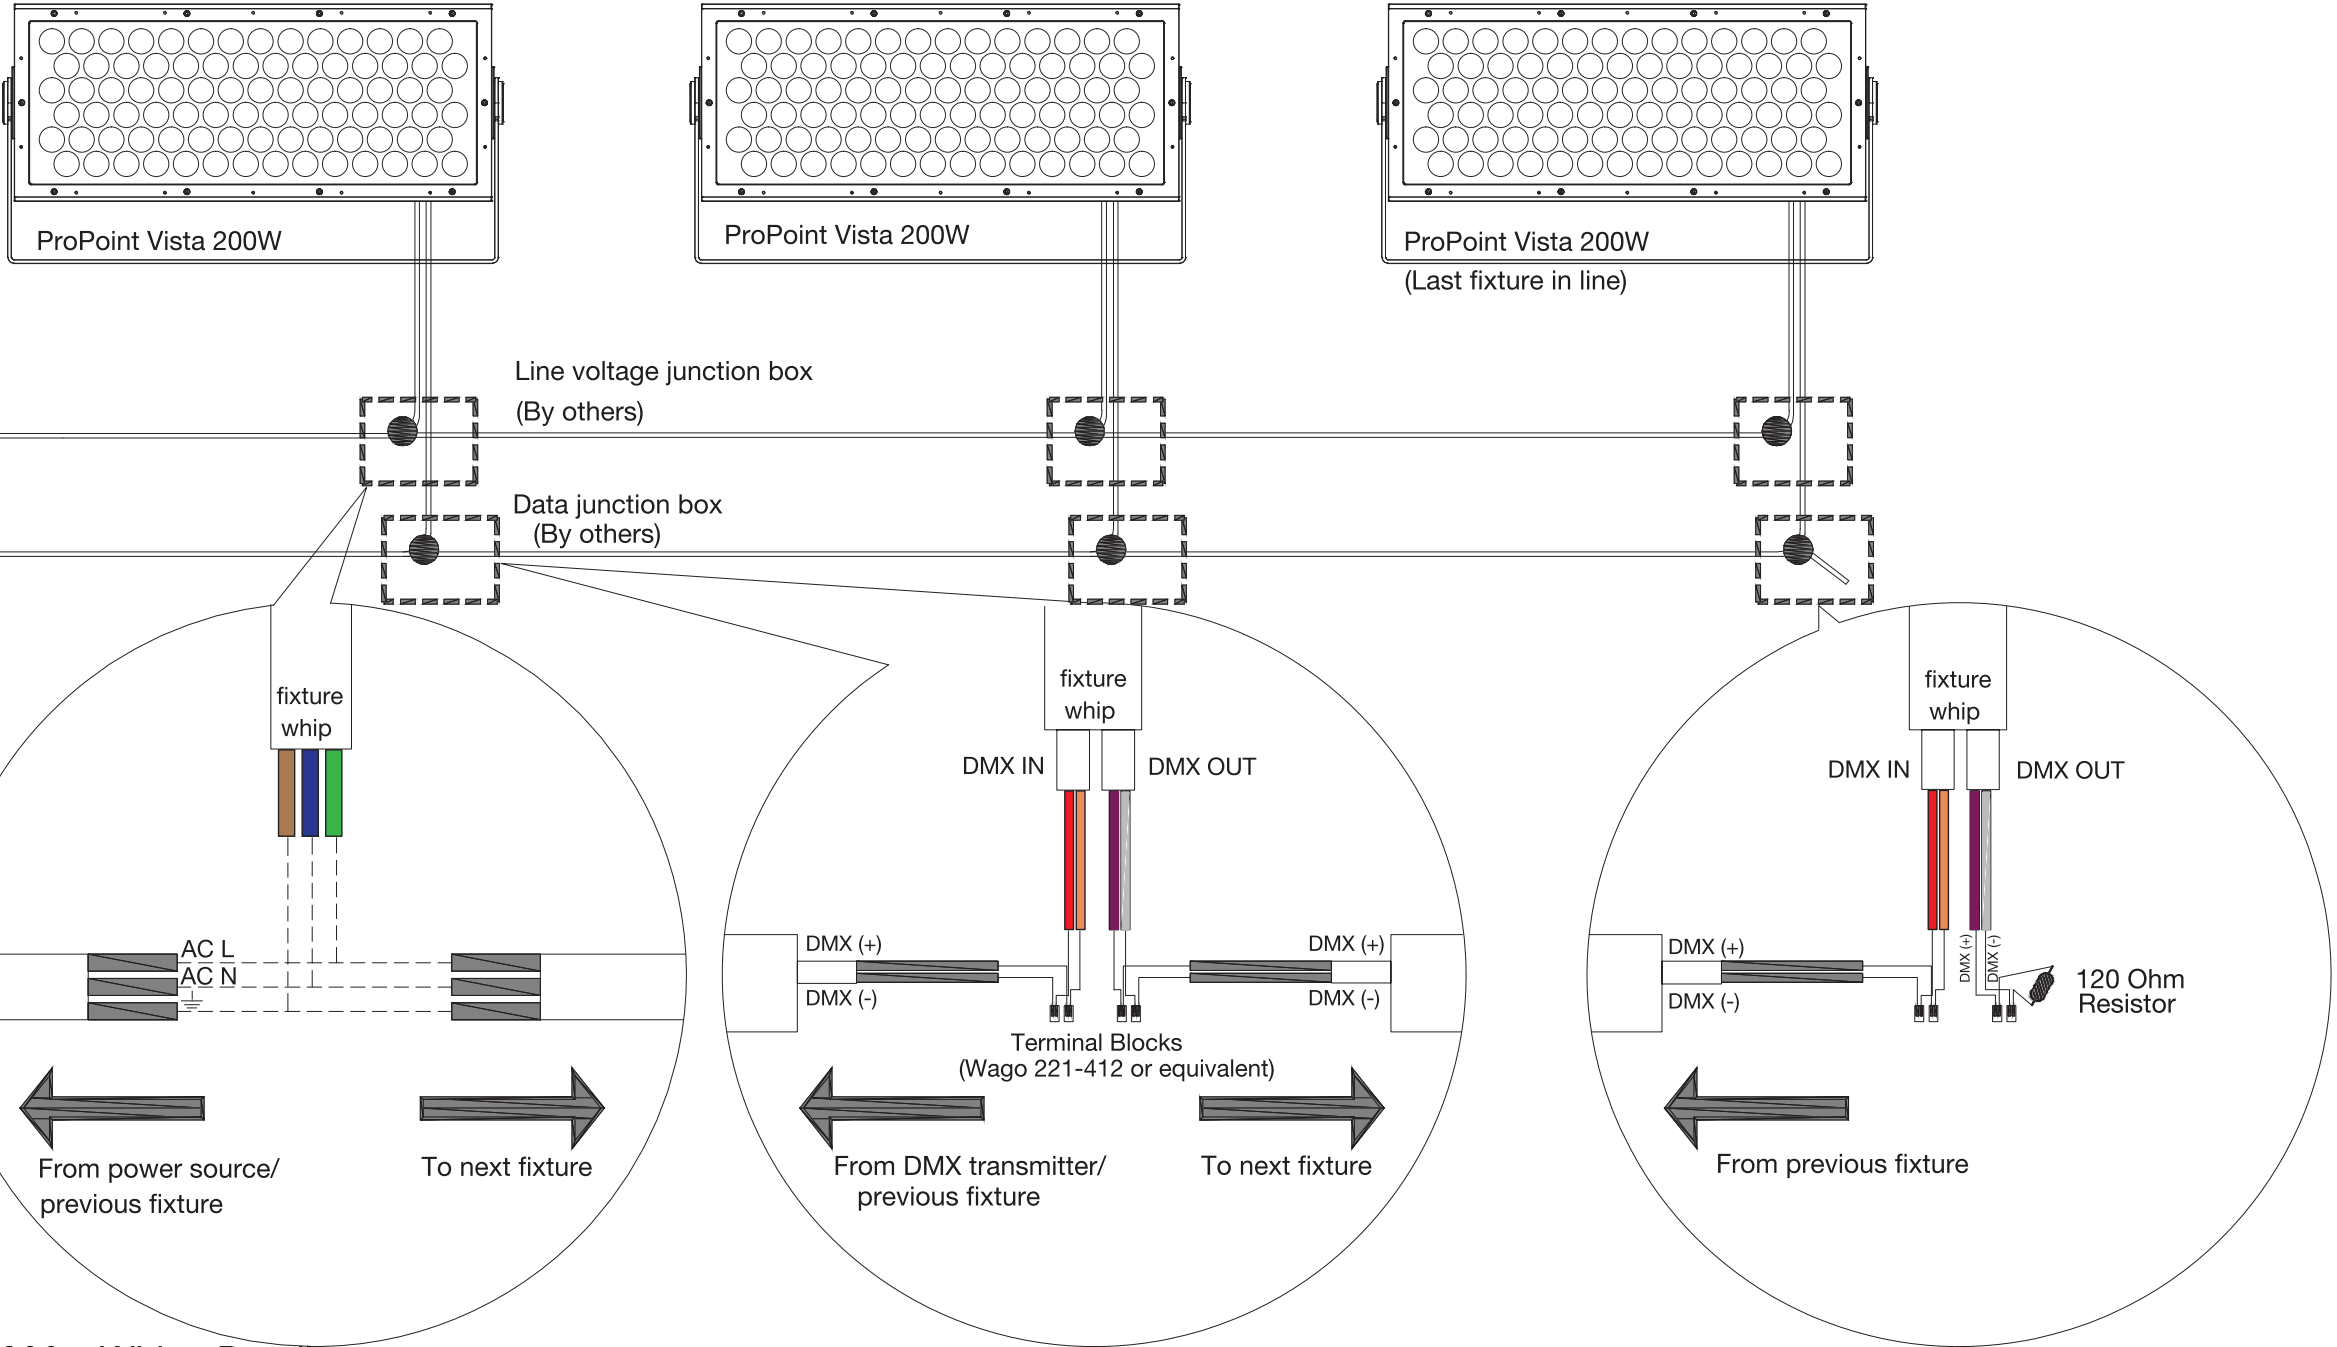 ProPoint Vista 200W
ProPoint Vista 200W
ProPoint Vista 200W
(Last fixture in line)
Line voltage junction box
(By others)
Data junction box
(By others)
fixture
whip
AC L
AC N
From power source/
previous fixture
To next fixture
fixture
whip
DMX IN
DMX OUT
DMX (+)
DMX (-)
DMX (+)
DMX (-)
Terminal Blocks
(Wago 221-412 or equivalent)
From DMX transmitter/
previous fixture
To next fixture
fixture
whip
DMX IN
DMX OUT
DMX (+)
DMX (-)
DMX (+)
DMX (-)
120 Ohm
Resistor
From previous fixture